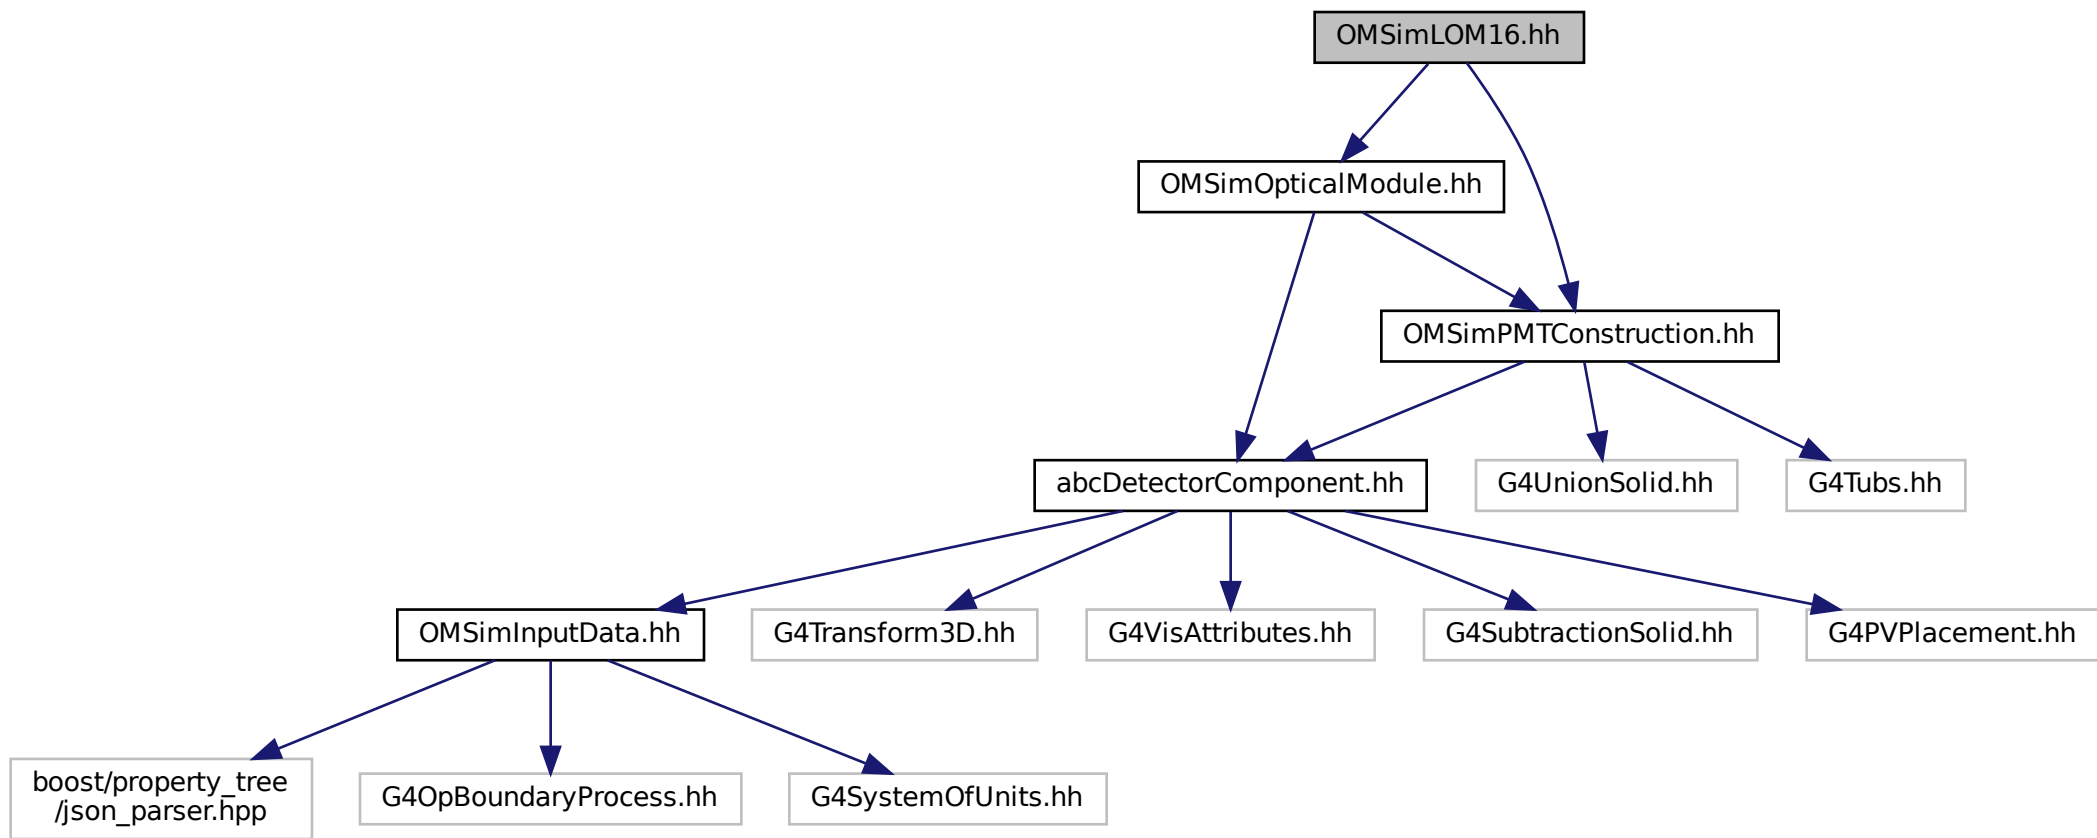 OMSimLOM16.hh
OMSimOpticalModule.hh
OMSimPMTConstruction.hh
abcDetectorComponent.hh
G4UnionSolid.hh
G4Tubs.hh
OMSimInputData.hh
G4Transform3D.hh
G4VisAttributes.hh
G4SubtractionSolid.hh
G4PVPlacement.hh
boost/property_tree
/json_parser.hpp
G4OpBoundaryProcess.hh
G4SystemOfUnits.hh